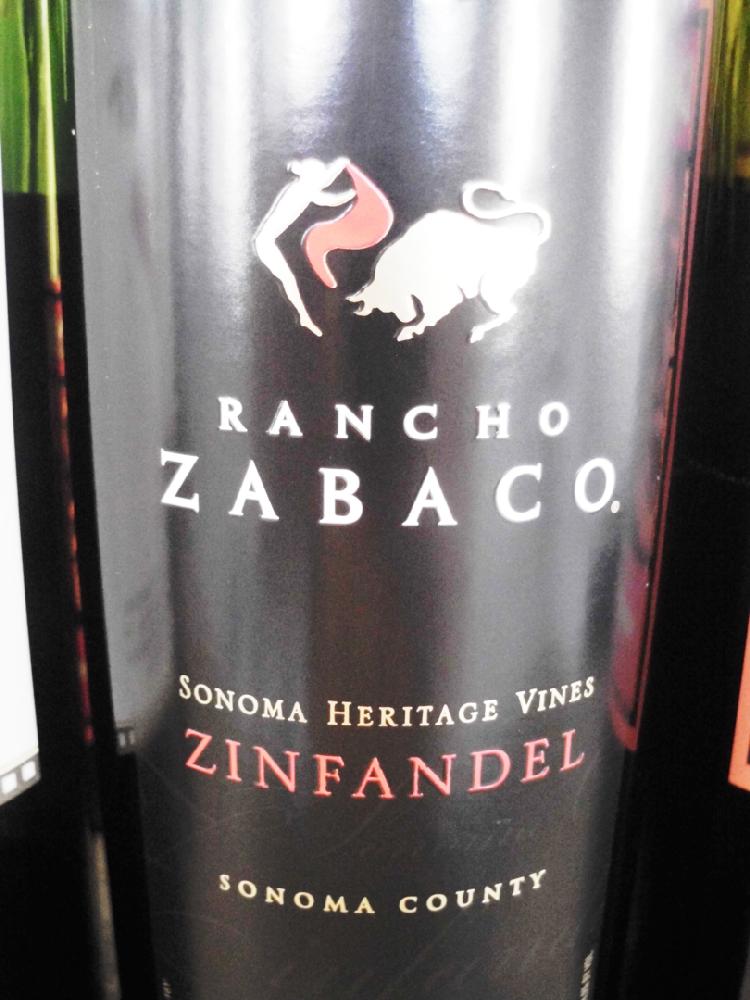 RANCHO
ZABACO.
SONOMA HERITAGE VINES
ZINFANDEL
SONOMA COUNTY